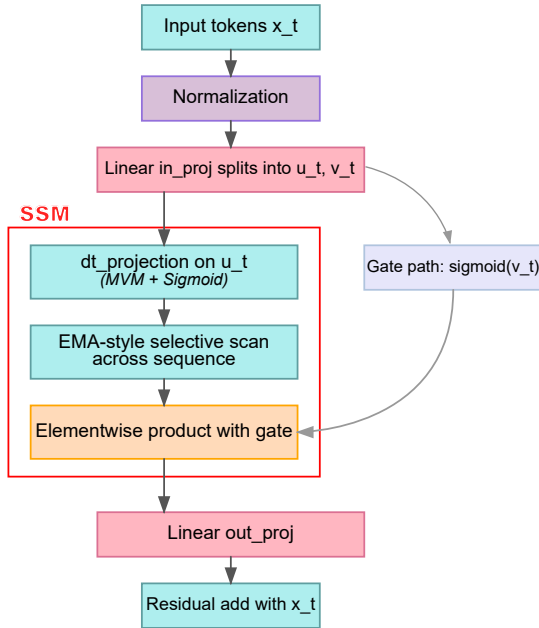 Input tokens x_t
Normalization
Linear in_proj splits into u_t, v_t
SSM
dt_projection on u_t
(MVM + Sigmoid)
Gate path: sigmoid(v_t)
EMA-style selective scan
across sequence
Elementwise product with gate
Linear out_proj
Residual add with x_t